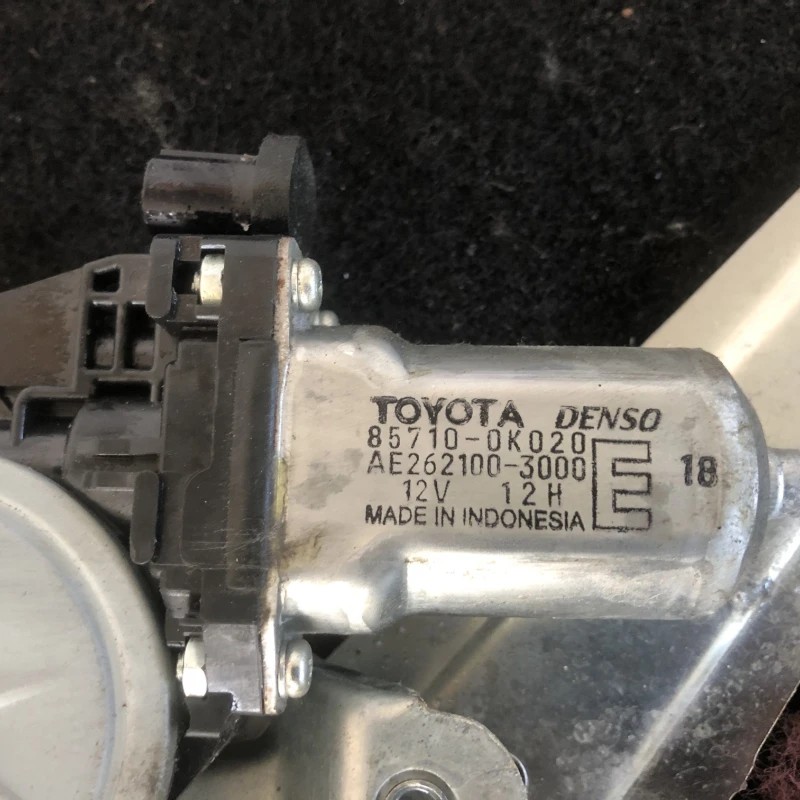 TOYOTA DENSO
85710-0K020
AE262100-3000
12V 12H
MADE IN INDONESIA
E 18